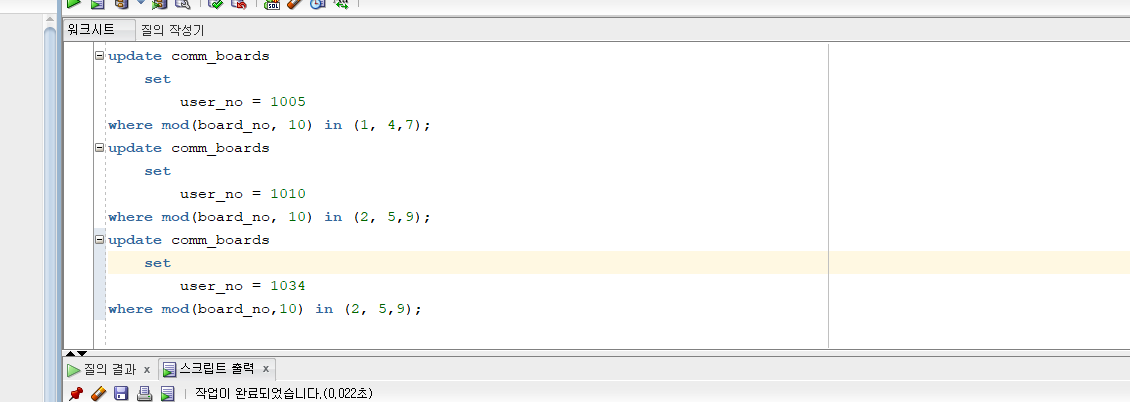 워크시트 질의 작성기
update comm_boards
set
user_no = 1005
where mod(board_no, 10) in (1, 4,7);
update comm_boards
set
user_no = 1010
where mod(board_no, 10) in (2, 5,9);
update comm_boards
set
user_no = 1034
where mod(board_no,10) in (2, 5,9);
질의 결과 x 스크립트 출력 x
작업이 완료되었습니다.(0,022초)